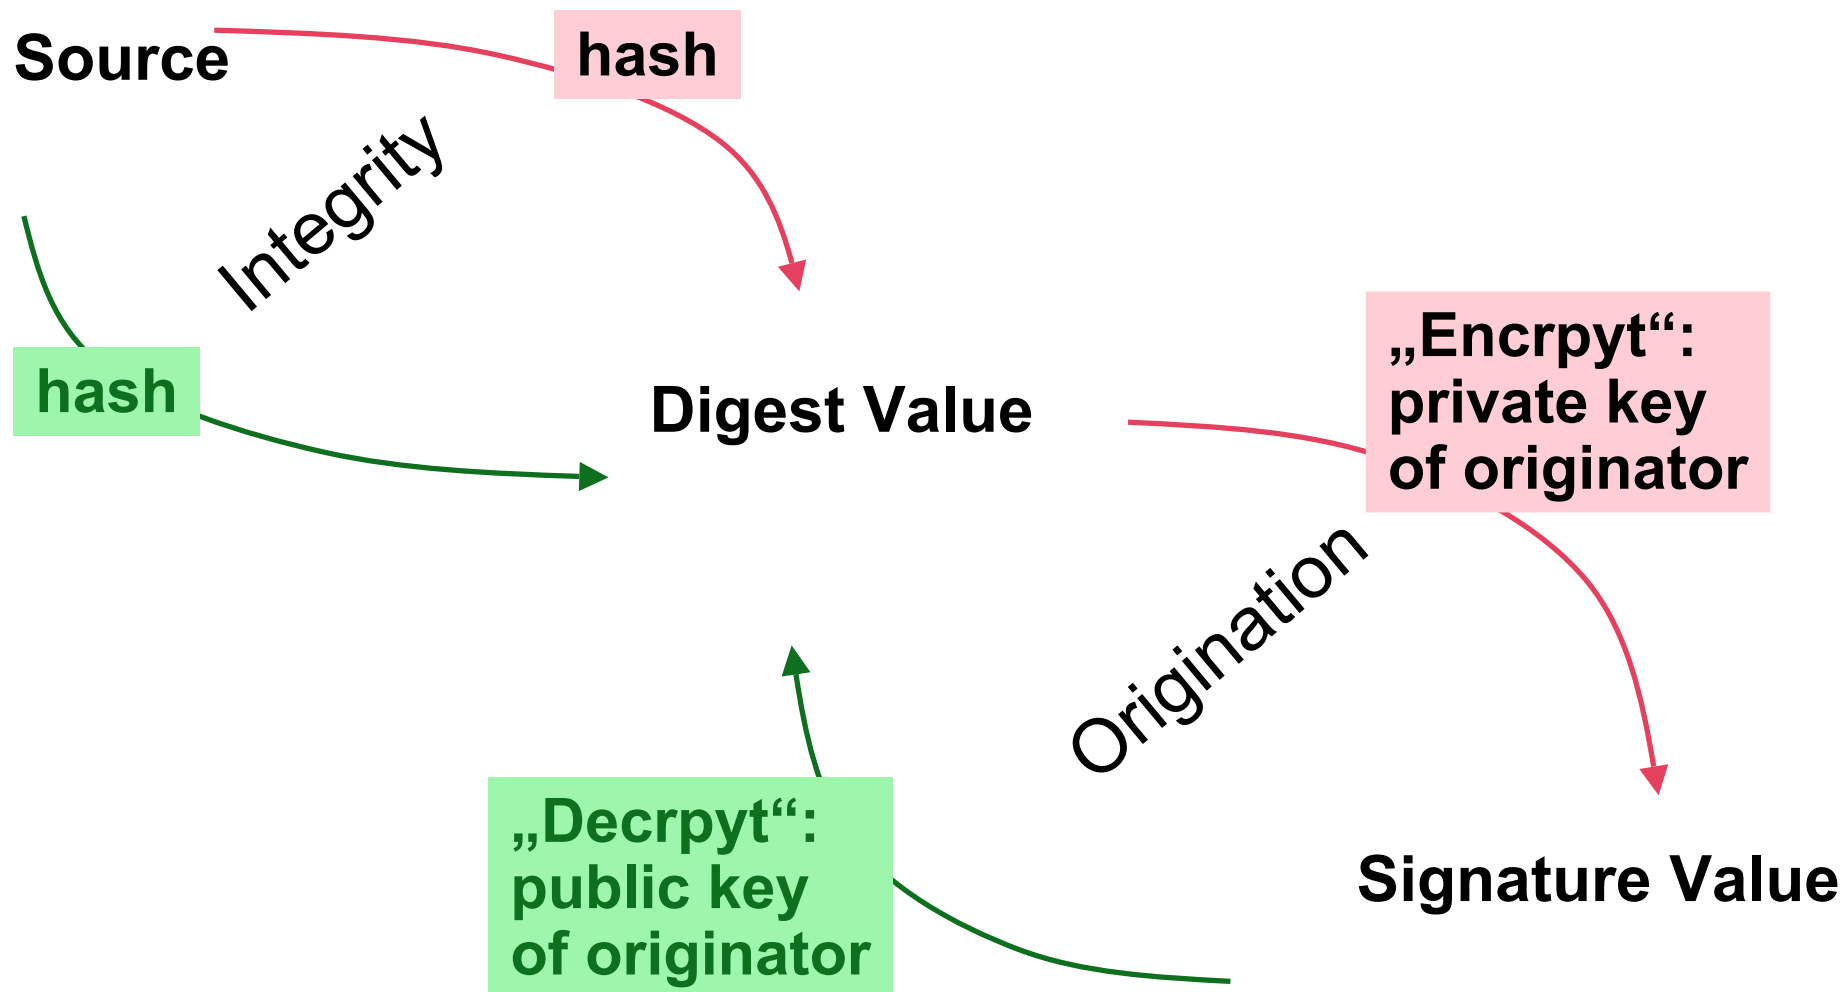 Source
hash
Integrity
hash
Digest Value
„Encrpyt“:
private key
of originator
Origination
„Decrpyt“:
public key
of originator
Signature Value